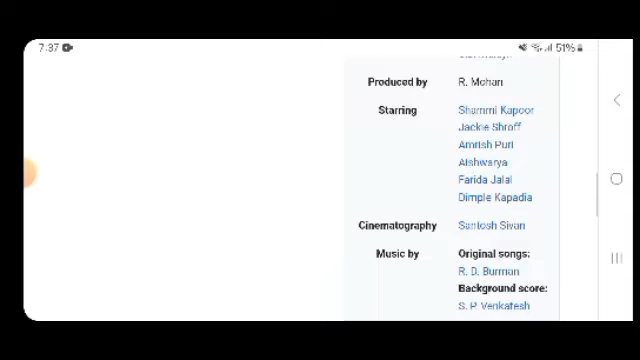 7:37
51%
Produced by R. Mohan
Starring Shammi Kapoor
Jackie Shroff
Amrish Puri
Aishwarya
Farida Jalal
Dimple Kapadia
Cinematography Santosh Sivan
Music by Original songs:
R. D. Burman
Background score:
S. P. Venkatesh